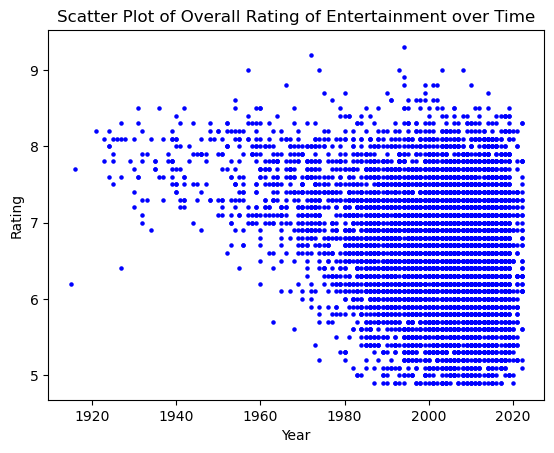 Scatter Plot of Overall Rating of Entertainment over Time
Rating
9
8
7
6
5
1920 1940 1960 1980 2000 2020
Year